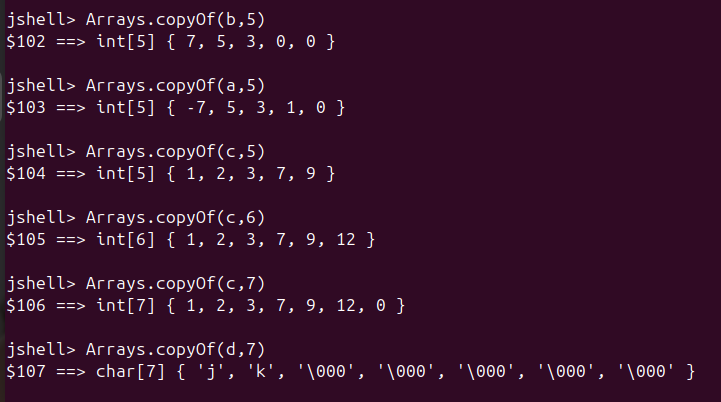 jshell> Arrays.copyOf(b,5)
$102 ==> int[5] { 7, 5, 3, 0, 0 }
jshell> Arrays.copyOf(a,5)
$103 ==> int[5] { -7, 5, 3, 1, 0 }
jshell> Arrays.copyOf(c,5)
$104 ==> int[5] { 1, 2, 3, 7, 9 }
jshell> Arrays.copyOf(c,6)
$105 ==> int[6] { 1, 2, 3, 7, 9, 12 }
jshell> Arrays.copyOf(c,7)
$106 ==> int[7] { 1, 2, 3, 7, 9, 12, 0 }
jshell> Arrays.copyOf(d,7)
$107 ==> char[7] { 'j', 'k', '\000', '\000', '\000', '\000', '\000' }